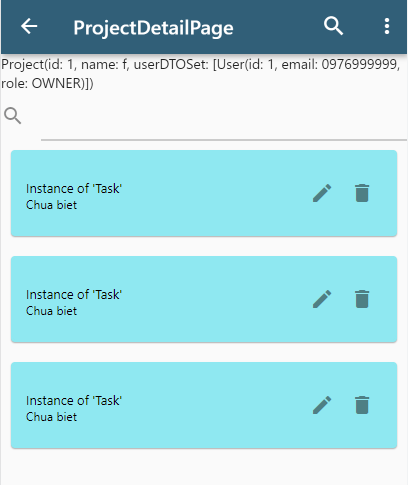 ProjectDetailPage
Project(id: 1, name: f, userDTOSet: [User(id: 1, email: 0976999999,
role: OWNER)])
Instance of 'Task'
Chua biet
Instance of 'Task'
Chua biet
Instance of 'Task'
Chua biet